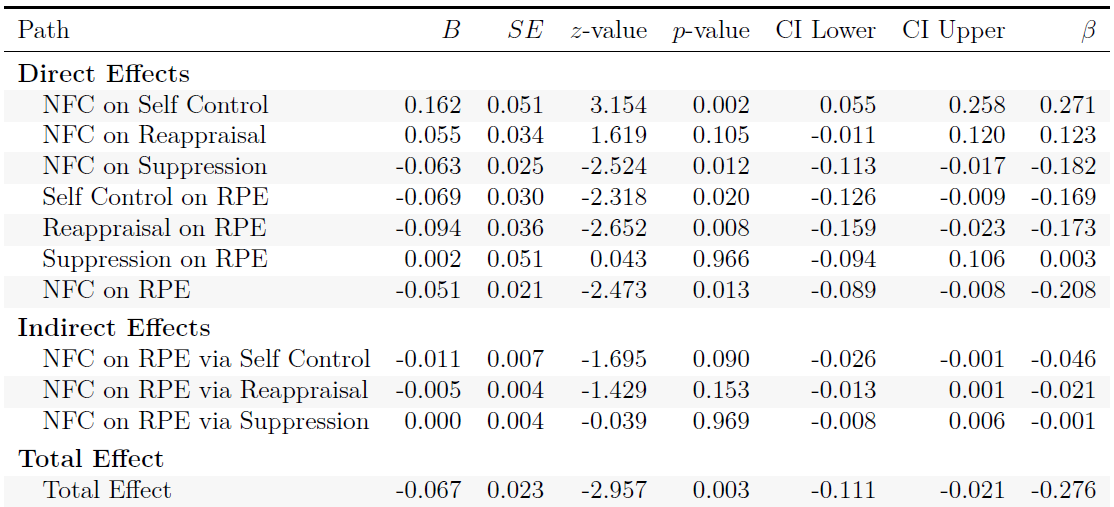 Path B SE z-value p-value CI Lower CI Upper β
Direct Effects
NFC on Self Control 0.162 0.051 3.154 0.002 0.055 0.258 0.271
NFC on Reappraisal 0.055 0.034 1.619 0.105 -0.011 0.120 0.123
NFC on Suppression -0.063 0.025 -2.524 0.012 -0.113 -0.017 -0.182
Self Control on RPE -0.069 0.030 -2.318 0.020 -0.126 -0.009 -0.169
Reappraisal on RPE -0.094 0.036 -2.652 0.008 -0.159 -0.023 -0.173
Suppression on RPE 0.002 0.051 0.043 0.966 -0.094 0.106 0.003
NFC on RPE -0.051 0.021 -2.473 0.013 -0.089 -0.008 -0.208
Indirect Effects
NFC on RPE via Self Control -0.011 0.007 -1.695 0.090 -0.026 -0.001 -0.046
NFC on RPE via Reappraisal -0.005 0.004 -1.429 0.153 -0.013 0.001 -0.021
NFC on RPE via Suppression 0.000 0.004 -0.039 0.969 -0.008 0.006 -0.001
Total Effect
Total Effect -0.067 0.023 -2.957 0.003 -0.111 -0.021 -0.276